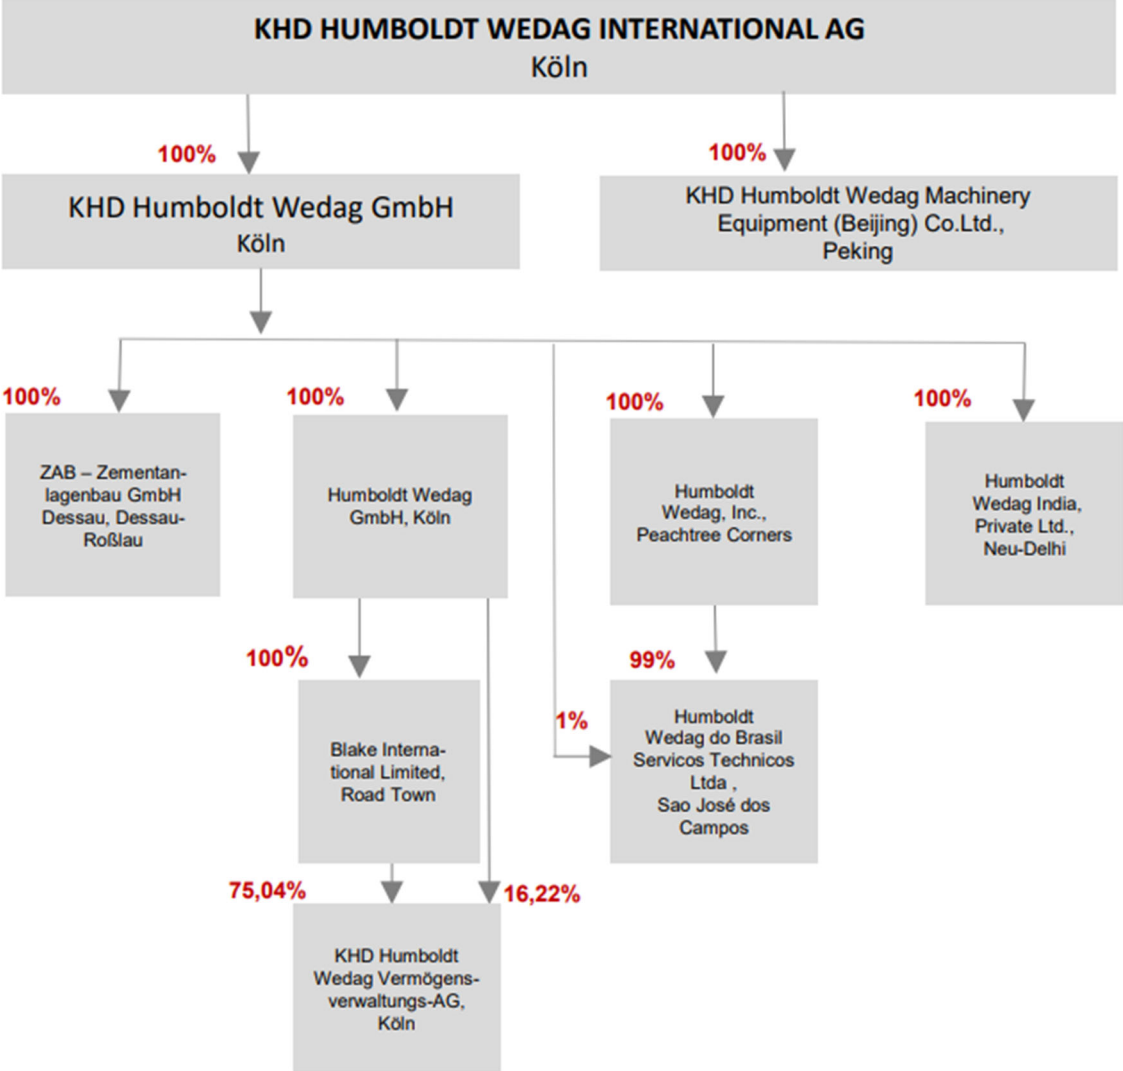 KHD HUMBOLDT WEDAG INTERNATIONAL AG
Köln
100%
100%
KHD Humboldt Wedag GmbH
Köln
KHD Humboldt Wedag Machinery
Equipment (Beijing) Co.Ltd.,
Peking
100%
100%
100%
100%
ZAB – Zementan-
lagenbau GmbH
Dessau, Dessau-
Roßlau
Humboldt Wedag
GmbH, Köln
Humboldt
Wedag, Inc.,
Peachtree Corners
Humboldt
Wedag India,
Private Ltd.,
Neu-Delhi
100%
99%
1%
Blake Interna-
tional Limited,
Road Town
Humboldt
Wedag do Brasil
Servicos Technicos
Ltda ,
Sao José dos
Campos
75,04%
16,22%
KHD Humboldt
Wedag Vermögens-
verwaltungs-AG,
Köln